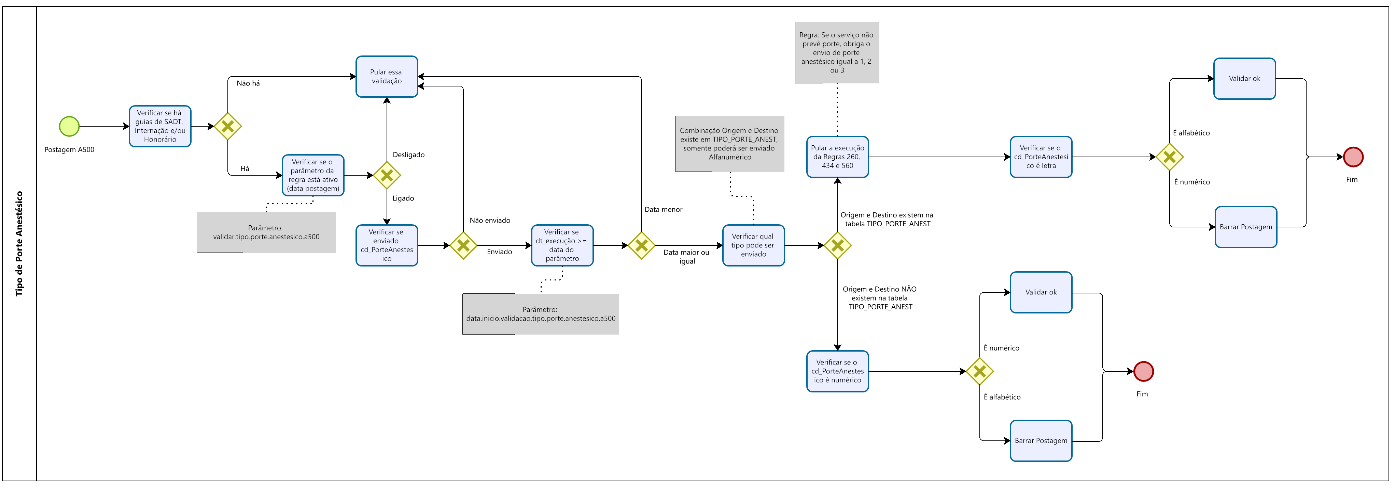 Tipo de Porte Anestésico
Postagem A500
Verificar se há
guias de SADT,
Internação e/ou
Honorário
Não há
Há
Pular essa
validação
Verificar se o
parâmetro da
regra está ativo
(data postagem)
Parâmetro:
validar.tipo.porte.anestesico.a500
Desligado
Ligado
Verificar se
enviado
cd_PorteAnestes
ico
Não enviado
Enviado
Verificar se
dt_execução >=
data do
parâmetro
Parâmetro:
data.inicio.validacao.tipo.porte.anestesico.a500
Data menor
Data maior ou
igual
Combinação Origem e Destino
existe em TIPO_PORTE_ANEST,
somente poderá ser enviado
Alfanumérico
Verificar qual
tipo pode ser
enviado
Origem e Destino existem na
tabela TIPO_PORTE_ANEST
Origem e Destino NÃO
existem na tabela
TIPO_PORTE_ANEST
Regra: Se o serviço não
prevê porte, obriga o
envio de porte
anestésico igual a 1, 2
ou 3
Pular a execução
da Regras 260,
434 e 560
Verificar se o
cd_PorteAnestes
ico é letra
É alfabético
É numérico
Validar ok
Barrar Postagem
Fim
Verificar se o
cd_PorteAnestes
ico é numérico
É numérico
É alfabético
Validar ok
Barrar Postagem
Fim